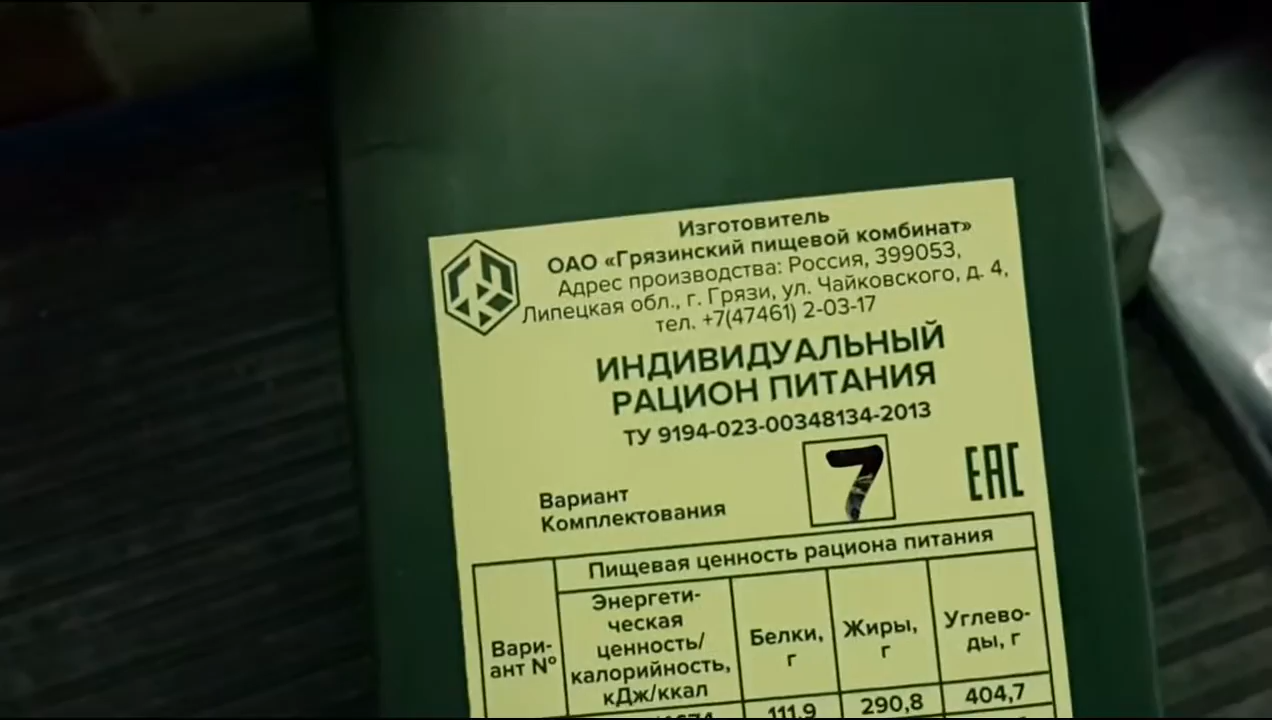 Изготовитель
ОАО «Грязинский пищевой комбинат»
Адрес производства: Россия, 399053,
Липецкая обл., г. Грязи, ул. Чайковского, д. 4,
тел. +7(47461) 2-03-17
ИНДИВИДУАЛЬНЫЙ
РАЦИОН ПИТАНИЯ
ТУ 9194-023-00348134-2013
Вариант
Комплектования
7
ЕАС
Пищевая ценность рациона питания
Вари-
ант №
Энергети-
ческая
ценность/
калорийность,
кДж/ккал
Белки,
г
Жиры,
г
Углево-
ды, г
111,9 290,8 404,7